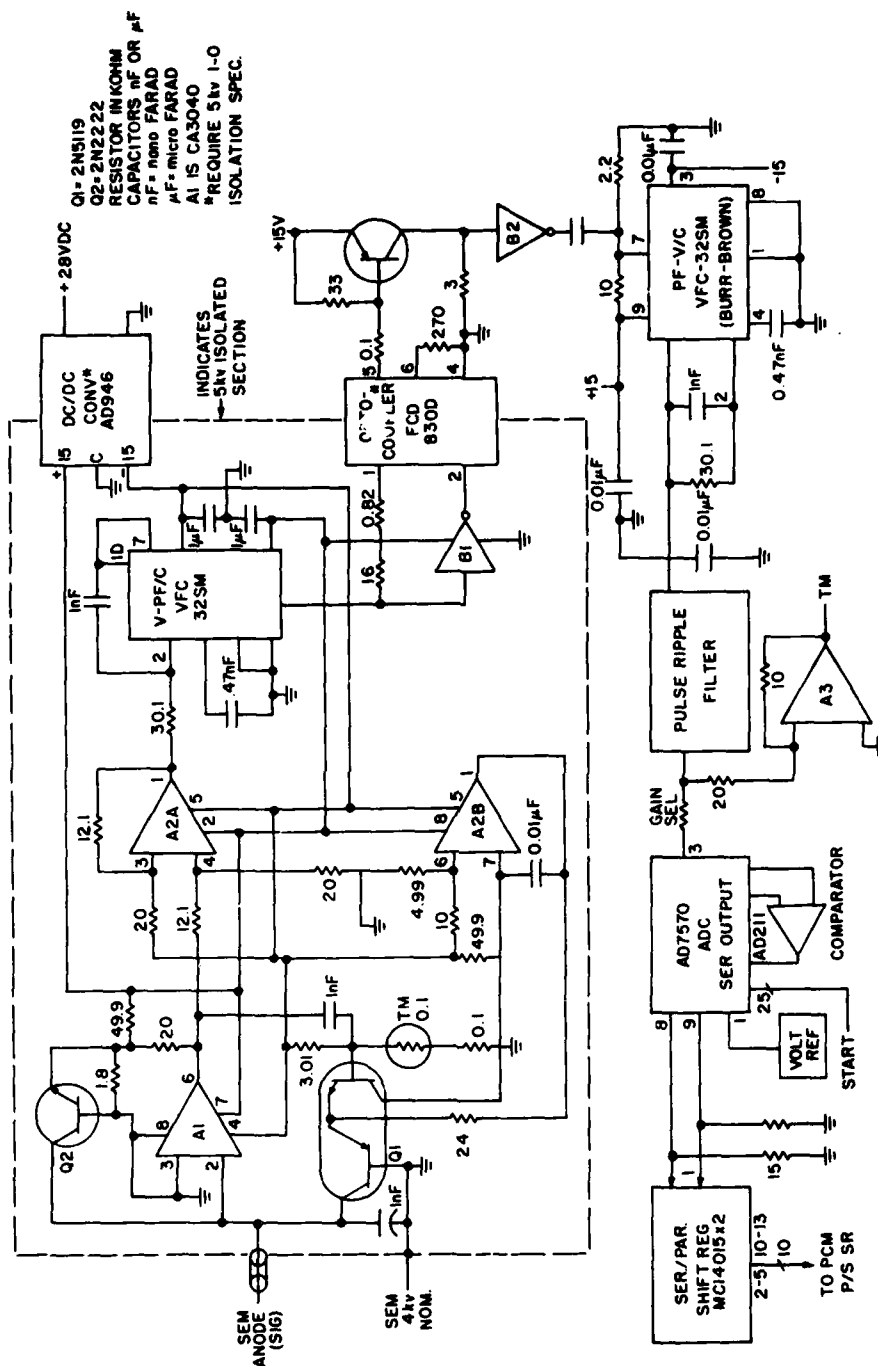 Q1= 2N5119
Q2= 2N2222
RESISTOR IN KOHM
CAPACITORS nF OR µF
nF= nano FARAD
µF= micro FARAD
A1 IS CA3040
*REQUIRE 5kv I-O
ISOLATION SPEC.
+28VDC
DC/DC
CONV*
AD946
+ 15
C
-15
INDICATES
5kv ISOLATED
SECTION
1nF
10
7
V-PF/C
VFC
32SM
2
.47nF
1µF
1µF
30.1
12.1
A2A
1
3
4
2
5
20
12.1
20
4.99
10
49.9
A2B
6
7
8
5
1
0.01µF
Q2
1.8
49.9
20
A1
3
2
8
6
7
4
1nF
3.01
TM
0.1
0.1
Q1
24
1nF
SEM
ANODE
(SIG)
SEM
4kv
NOM.
16
0.82
B1
1
2
COUPLER
FCD
830D
5
6
4
0.1
270
33
3
+15V
B2
2.2
0.01µF
3
-15
10
7
9
PF-V/C
VFC-32SM
(BURR-BROWN)
8
1
4
0.47nF
+15
0.01µF
0.01µF
1nF
2
30.1
PULSE RIPPLE
FILTER
10
A3
TM
20
GAIN
SEL
3
AD7570
ADC
SER OUTPUT
AD211
COMPARATOR
8
9
1
25
VOLT
REF
START
15
1
SER./PAR.
SHIFT REG
MC14015x2
2-5
10-13
10
TO PCM
P/S SR